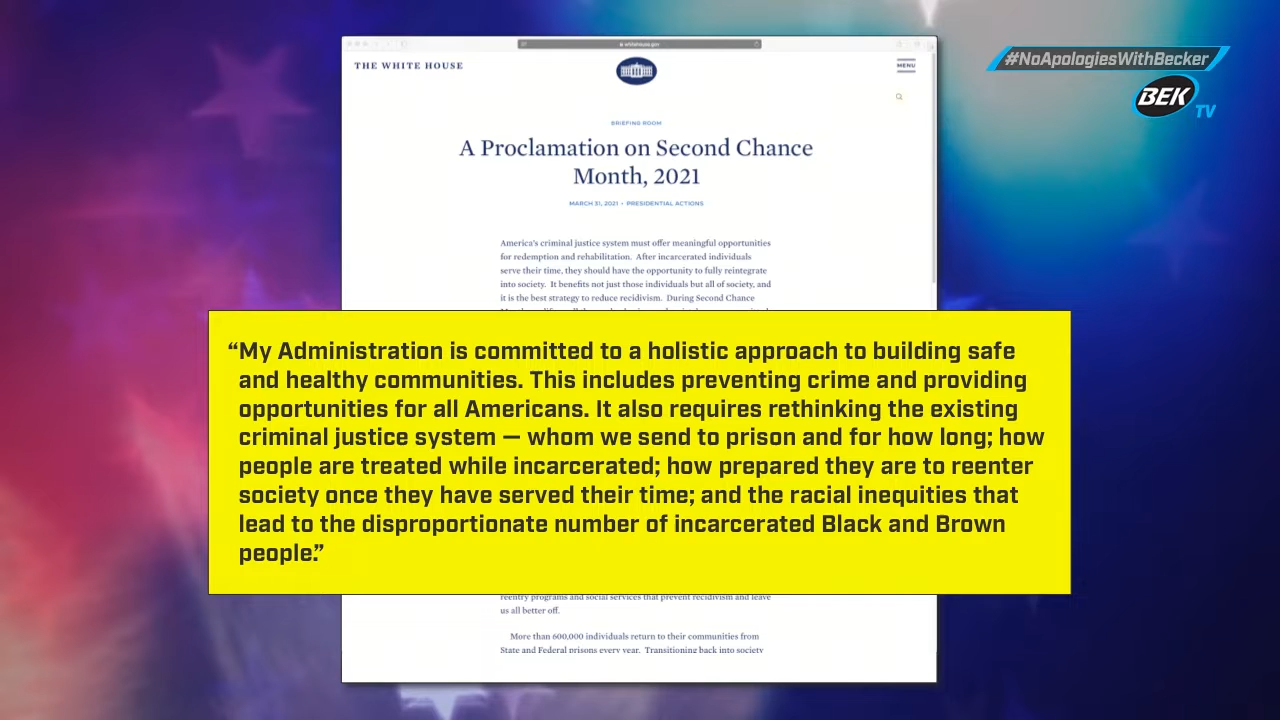 whitehouse.gov
THE WHITE HOUSE
MENU
#NoApologiesWithBecker
BEK TV
BRIEFING ROOM
A Proclamation on Second Chance
Month, 2021
MARCH 31, 2021 • PRESIDENTIAL ACTIONS
America's criminal justice system must offer meaningful opportunities
for redemption and rehabilitation. After incarcerated individuals
serve their time, they should have the opportunity to fully reintegrate
into society. It benefits not just those individuals but all of society, and
it is the best strategy to reduce recidivism. During Second Chance
“My Administration is committed to a holistic approach to building safe
and healthy communities. This includes preventing crime and providing
opportunities for all Americans. It also requires rethinking the existing
criminal justice system — whom we send to prison and for how long; how
people are treated while incarcerated; how prepared they are to reenter
society once they have served their time; and the racial inequities that
lead to the disproportionate number of incarcerated Black and Brown
people.”
reentry programs and social services that prevent recidivism and leave
us all better off.
More than 600,000 individuals return to their communities from
State and Federal prisons every year. Transitioning back into society